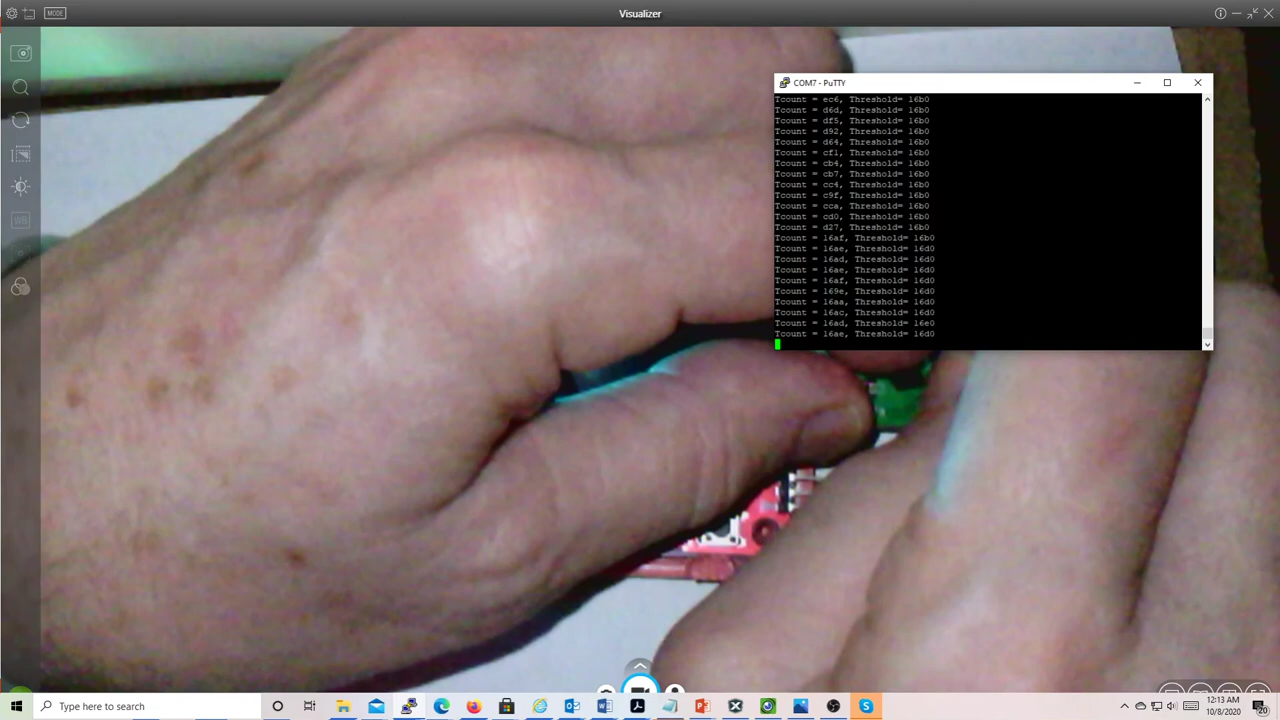 MODE
Visualizer
COM7 - PuTTY
Tcount = ec6, Threshold= 16b0
Tcount = d6d, Threshold= 16b0
Tcount = df5, Threshold= 16b0
Tcount = d92, Threshold= 16b0
Tcount = d64, Threshold= 16b0
Tcount = cf1, Threshold= 16b0
Tcount = cb4, Threshold= 16b0
Tcount = cb7, Threshold= 16b0
Tcount = cc4, Threshold= 16b0
Tcount = c9f, Threshold= 16b0
Tcount = cca, Threshold= 16b0
Tcount = cd0, Threshold= 16b0
Tcount = d27, Threshold= 16b0
Tcount = 16af, Threshold= 16b0
Tcount = 16ae, Threshold= 16d0
Tcount = 16ad, Threshold= 16d0
Tcount = 16ae, Threshold= 16d0
Tcount = 16af, Threshold= 16d0
Tcount = 169e, Threshold= 16d0
Tcount = 16aa, Threshold= 16d0
Tcount = 16ac, Threshold= 16d0
Tcount = 16ad, Threshold= 16e0
Tcount = 16ae, Threshold= 16d0
WB
Type here to search
12:13 AM
10/8/2020
20